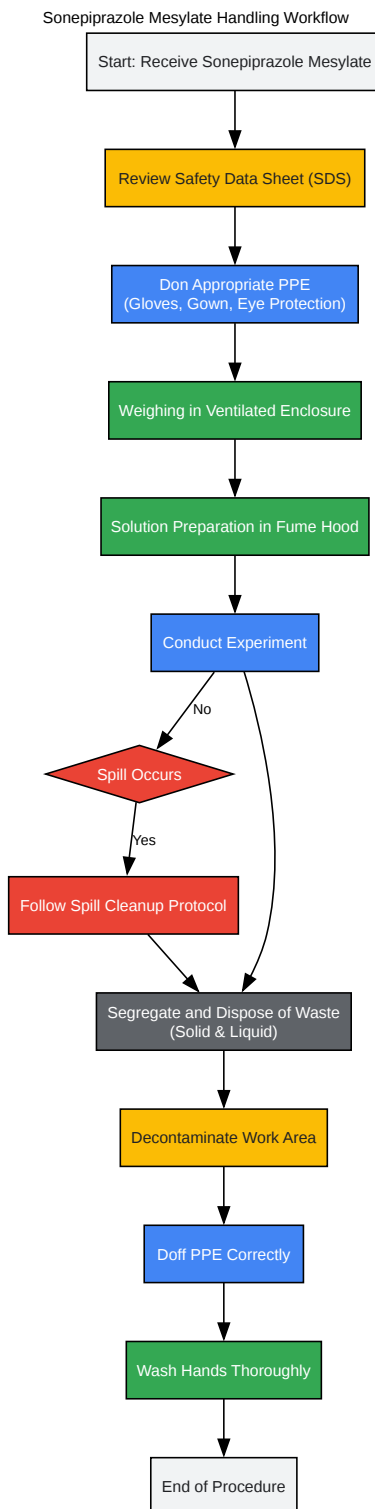 Sonepiprazole Mesylate Handling Workflow
Start: Receive Sonepiprazole Mesylate
Review Safety Data Sheet (SDS)
Don Appropriate PPE
(Gloves, Gown, Eye Protection)
Weighing in Ventilated Enclosure
Solution Preparation in Fume Hood
Conduct Experiment
No
Spill Occurs
Yes
Follow Spill Cleanup Protocol
Segregate and Dispose of Waste
(Solid & Liquid)
Decontaminate Work Area
Doff PPE Correctly
Wash Hands Thoroughly
End of Procedure